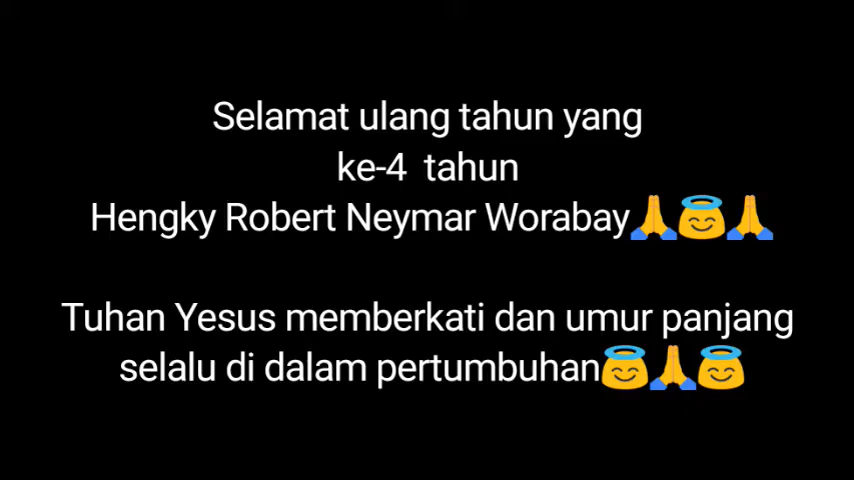 Selamat ulang tahun yang
ke-4 tahun
Hengky Robert Neymar Worabay🙏😇🙏
Tuhan Yesus memberkati dan umur panjang
selalu di dalam pertumbuhan😇🙏😇